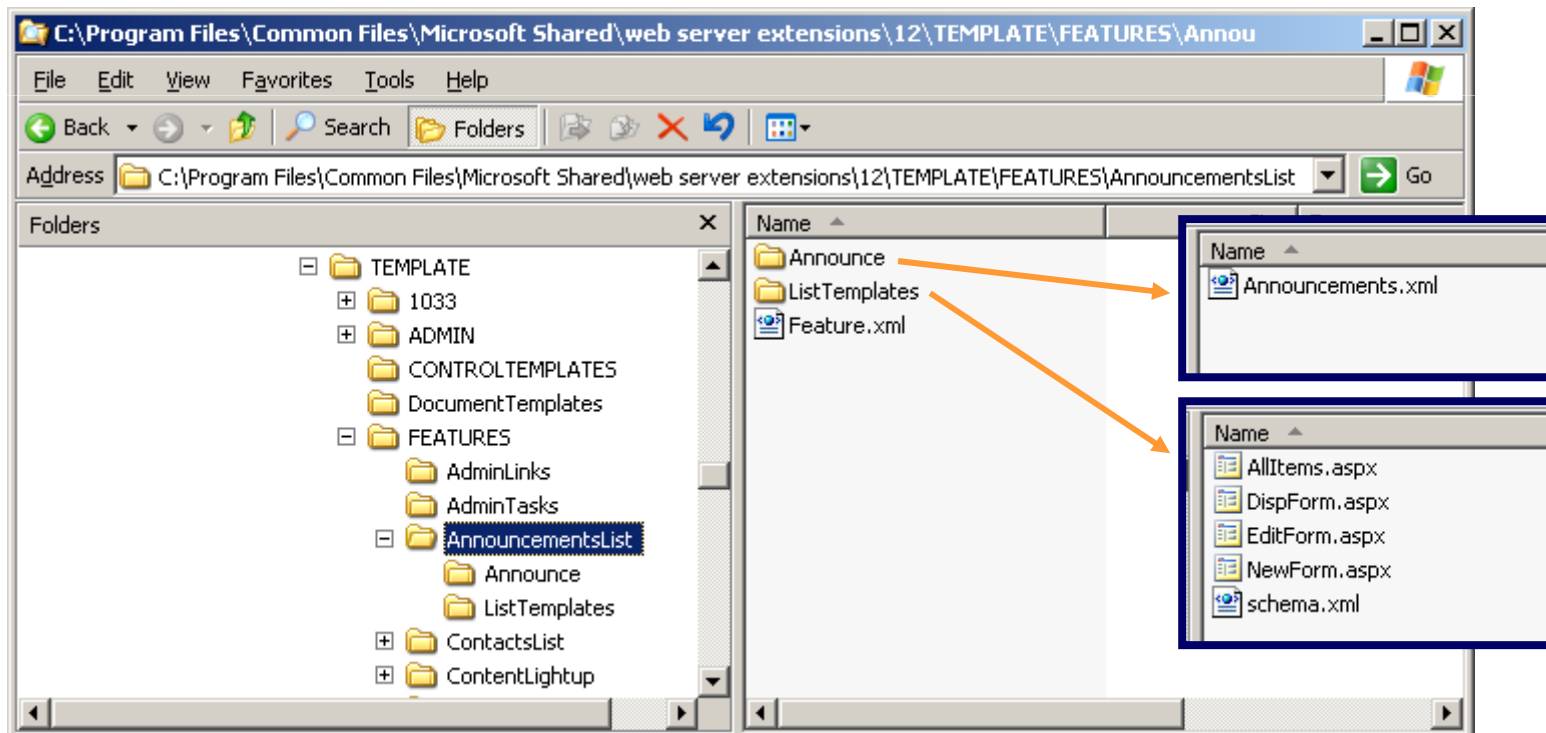 C:\Program Files\Common Files\Microsoft Shared\web server extensions\12\TEMPLATE\FEATURES\Annou
File Edit View Favorites Tools Help
Back Search Folders
Address C:\Program Files\Common Files\Microsoft Shared\web server extensions\12\TEMPLATE\FEATURES\AnnouncementsList Go
Folders
TEMPLATE
1033
ADMIN
CONTROLTEMPLATES
DocumentTemplates
FEATURES
AdminLinks
AdminTasks
AnnouncementsList
Announce
ListTemplates
ContactsList
ContentLightup
Name
Announce
ListTemplates
Feature.xml
Name
Announcements.xml
Name
AllItems.aspx
DispForm.aspx
EditForm.aspx
NewForm.aspx
schema.xml